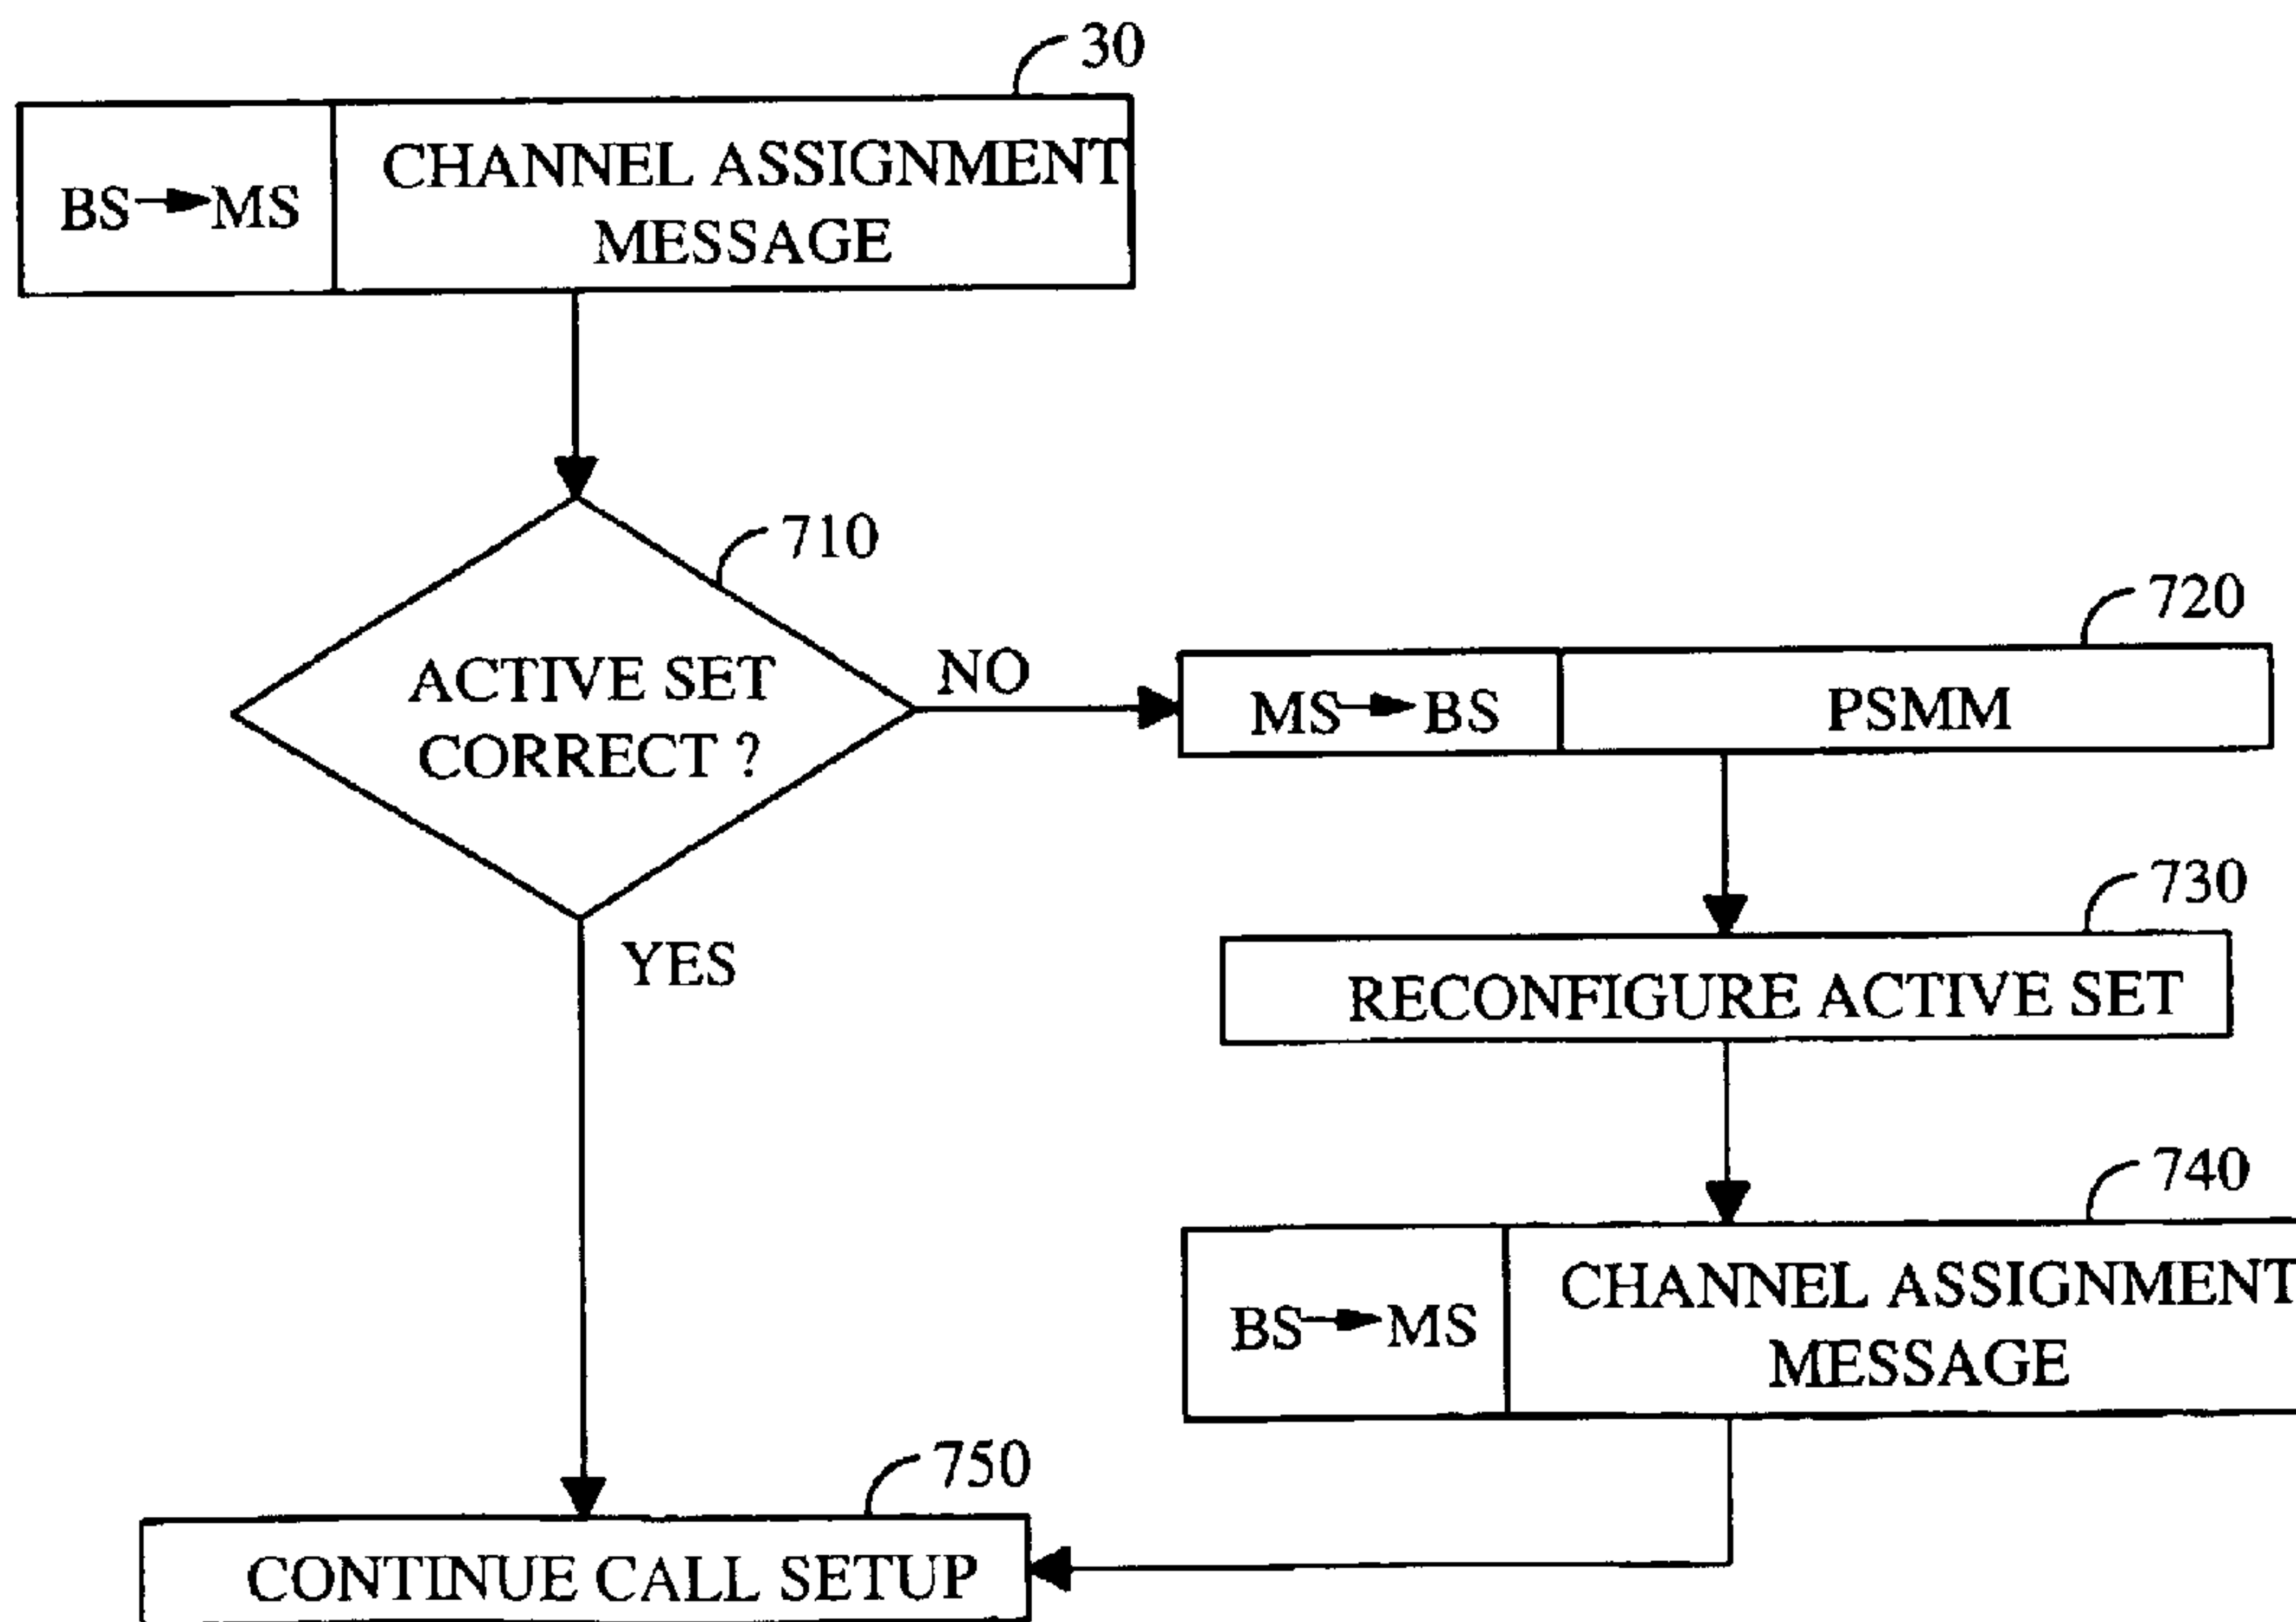 30
BS MS
CHANNEL ASSIGNMENT
MESSAGE
710
ACTIVE SET
CORRECT ?
NO
YES
720
MS BS
PSMM
730
RECONFIGURE ACTIVE SET
740
BS MS
CHANNEL ASSIGNMENT
MESSAGE
750
CONTINUE CALL SETUP